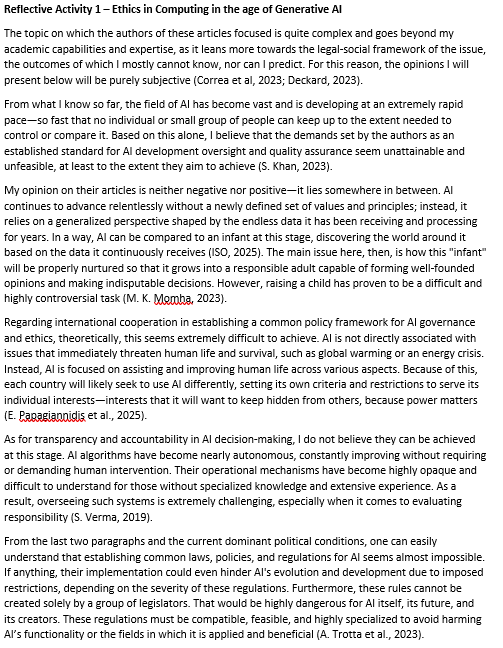 Reflective Activity 1 – Ethics in Computing in the age of Generative AI
The topic on which the authors of these articles focused is quite complex and goes beyond my
academic capabilities and expertise, as it leans more towards the legal-social framework of the issue,
the outcomes of which I mostly cannot know, nor can I predict. For this reason, the opinions I will
present below will be purely subjective (Correa et al, 2023; Deckard, 2023).
From what I know so far, the field of AI has become vast and is developing at an extremely rapid
pace—so fast that no individual or small group of people can keep up to the extent needed to
control or compare it. Based on this alone, I believe that the demands set by the authors as an
established standard for AI development oversight and quality assurance seem unattainable and
unfeasible, at least to the extent they aim to achieve (S. Khan, 2023).
My opinion on their articles is neither negative nor positive—it lies somewhere in between. AI
continues to advance relentlessly without a newly defined set of values and principles; instead, it
relies on a generalized perspective shaped by the endless data it has been receiving and processing
for years. In a way, AI can be compared to an infant at this stage, discovering the world around it
based on the data it continuously receives (ISO, 2025). The main issue here, then, is how this "infant"
will be properly nurtured so that it grows into a responsible adult capable of forming well-founded
opinions and making indisputable decisions. However, raising a child has proven to be a difficult and
highly controversial task (M. K. Momha, 2023).
Regarding international cooperation in establishing a common policy framework for AI governance
and ethics, theoretically, this seems extremely difficult to achieve. AI is not directly associated with
issues that immediately threaten human life and survival, such as global warming or an energy crisis.
Instead, AI is focused on assisting and improving human life across various aspects. Because of this,
each country will likely seek to use AI differently, setting its own criteria and restrictions to serve its
individual interests—interests that it will want to keep hidden from others, because power matters
(E. Papagiannidis et al., 2025).
As for transparency and accountability in AI decision-making, I do not believe they can be achieved
at this stage. AI algorithms have become nearly autonomous, constantly improving without requiring
or demanding human intervention. Their operational mechanisms have become highly opaque and
difficult to understand for those without specialized knowledge and extensive experience. As a
result, overseeing such systems is extremely challenging, especially when it comes to evaluating
responsibility (S. Verma, 2019).
From the last two paragraphs and the current dominant political conditions, one can easily
understand that establishing common laws, policies, and regulations for AI seems almost impossible.
If anything, their implementation could even hinder AI's evolution and development due to imposed
restrictions, depending on the severity of these regulations. Furthermore, these rules cannot be
created solely by a group of legislators. That would be highly dangerous for AI itself, its future, and
its creators. These regulations must be compatible, feasible, and highly specialized to avoid harming
AI's functionality or the fields in which it is applied and beneficial (A. Trotta et al., 2023).